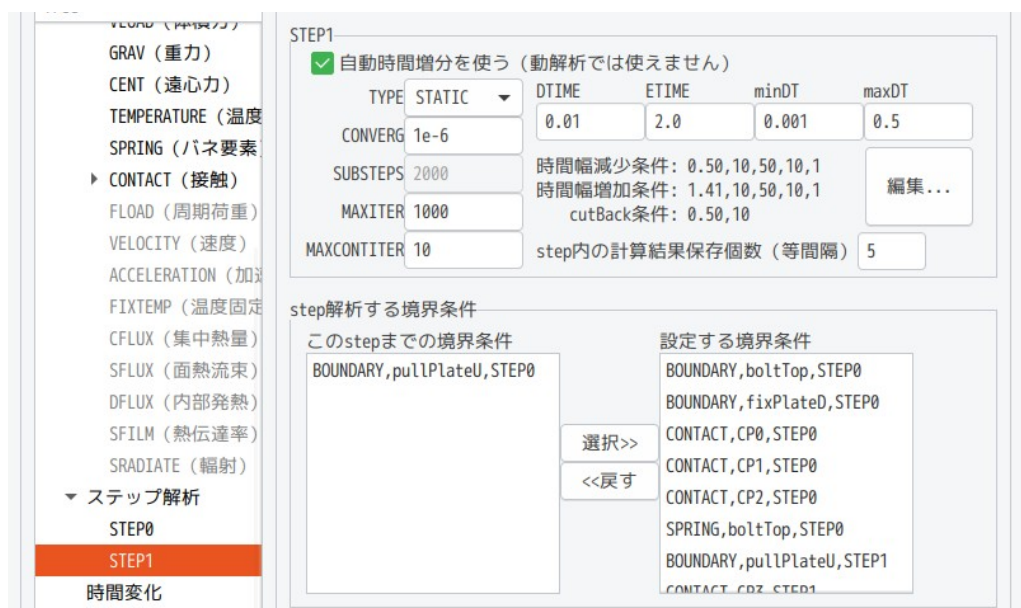 VLOAD (体積力)
GRAV (重力)
CENT (遠心力)
TEMPERATURE (温度
SPRING (バネ要素
CONTACT (接触)
FLOAD (周期荷重)
VELOCITY (速度)
ACCELERATION (加速
FIXTEMP (温度固定
CFLUX (集中熱量)
SFLUX (面熱流束)
DFLUX (内部発熱)
SFILM (熱伝達率)
SRADIATE (輻射)
ステップ解析
STEP0
STEP1
時間変化
STEP1
自動時間増分を使う (動解析では使えません)
TYPE STATIC
CONVERG 1e-6
SUBSTEPS 2000
MAXITER 1000
MAXCONTITER 10
DTIME ETIME minDT maxDT
0.01 2.0 0.001 0.5
時間幅減少条件: 0.50,10,50,10,1
時間幅増加条件: 1.41,10,50,10,1
cutBack条件: 0.50,10
編集...
step内の計算結果保存個数 (等間隔) 5
step解析する境界条件
このstepまでの境界条件
BOUNDARY,pullPlateU,STEP0
選択>>
<<戻す
設定する境界条件
BOUNDARY,boltTop,STEP0
BOUNDARY,fixPlateD,STEP0
CONTACT,CP0,STEP0
CONTACT,CP1,STEP0
CONTACT,CP2,STEP0
SPRING,boltTop,STEP0
BOUNDARY,pullPlateU,STEP1
CONTACT,CP3,STEP1